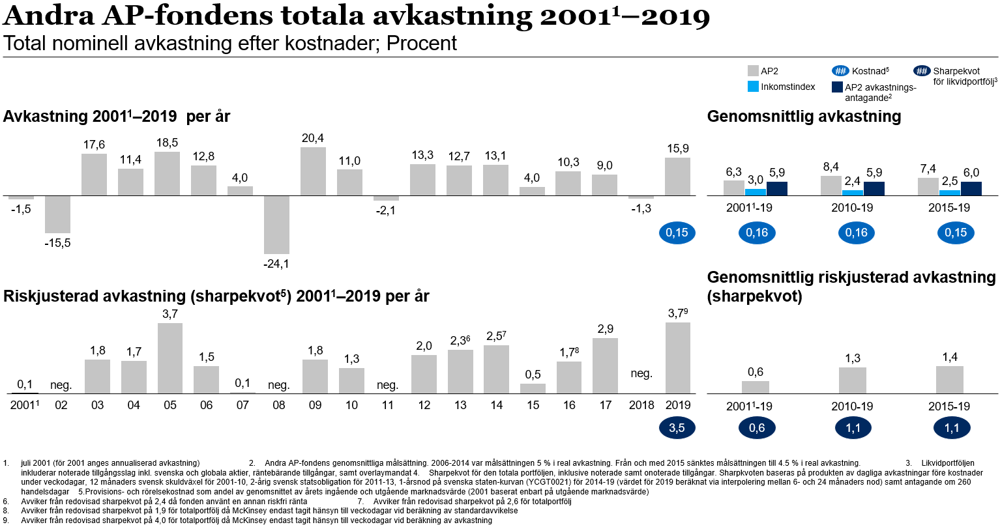 Andra AP-fondens totala avkastning 2001¹–2019
Total nominell avkastning efter kostnader; Procent
AP2
Inkomstindex
## Kostnad⁵
AP2 avkastnings-
antagande²
## Sharpekvot
för likvidportfölj³
Avkastning 2001¹–2019 per år
-1,5
-15,5
17,6
11,4
18,5
12,8
4,0
-24,1
20,4
11,0
-2,1
13,3
12,7
13,1
4,0
10,3
9,0
-1,3
15,9
0,15
Genomsnittlig avkastning
6,3 3,0 5,9
8,4 2,4 5,9
7,4 2,5 6,0
2001¹-19 2010-19 2015-19
0,16 0,16 0,15
Riskjusterad avkastning (sharpekvot⁵) 2001¹–2019 per år
0,1
neg.
1,8
1,7
3,7
1,5
0,1
neg.
1,8
1,3
neg.
2,0
2,3⁶
2,5⁷
0,5
1,7⁸
2,9
neg.
3,7⁹
2001¹ 02 03 04 05 06 07 08 09 10 11 12 13 14 15 16 17 2018 2019
3,5
Genomsnittlig riskjusterad avkastning
(sharpekvot)
0,6 1,3 1,4
2001¹-19 2010-19 2015-19
0,6 1,1 1,1
1. juli 2001 (för 2001 anges annualiserad avkastning) 2. Andra AP-fondens genomsnittliga målsättning. 2006-2014 var målsättningen 5 % i real avkastning. Från och med 2015 sänktes målsättningen till 4.5 % i real avkastning. 3. Likvidportföljen
inkluderar noterade tillgångsslag inkl. svenska och globala aktier, räntebärande tillgångar, samt overlaymandat 4. Sharpekvot för den totala portföljen, inklusive noterade samt onoterade tillgångar. Sharpkvoten baseras på produkten av dagliga avkastningar före kostnader
under veckodagar, 12 månaders svensk skuldväxel för 2001-10, 2-årig svensk statsobligation för 2011-13, 1-årsnod på svenska staten-kurvan (YCGT0021) för 2014-19 (värdet för 2019 beräknat via interpolering mellan 6- och 24 månaders nod) samt antagande om 260
handelsdagar 5.Provisions- och rörelsekostnad som andel av genomsnittet av årets ingående och utgående marknadsvärde (2001 baserat enbart på utgående marknadsvärde)
6. Avviker från redovisad sharpekvot på 2,4 då fonden använt en annan riskfri ränta 7. Avviker från redovisad sharpekvot på 2,6 för totalportfölj
8. Avviker från redovisad sharpekvot på 1,9 för totalportfölj då McKinsey endast tagit hänsyn till veckodagar vid beräkning av standardavvikelse
9. Avviker från redovisad sharpekvot på 4,0 för totalportfölj då McKinsey endast tagit hänsyn till veckodagar vid beräkning av avkastning